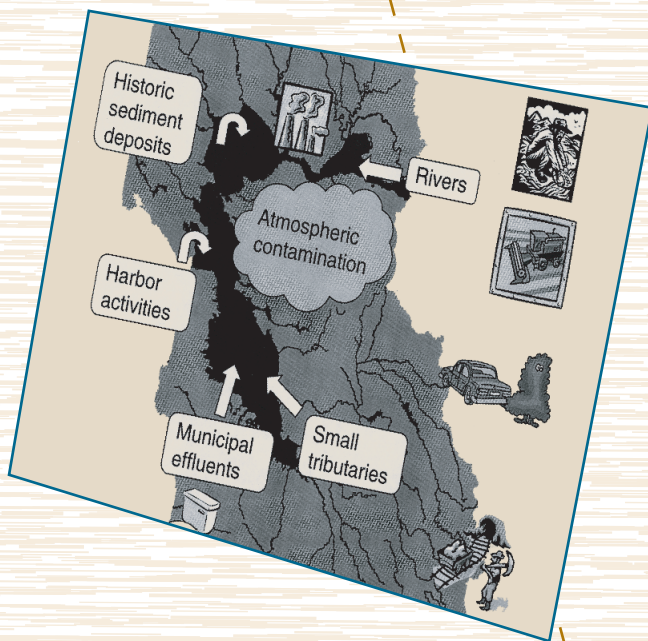 Historic
sediment
deposits
Rivers
Atmospheric
contamination
Harbor
activities
Municipal
effluents
Small
tributaries